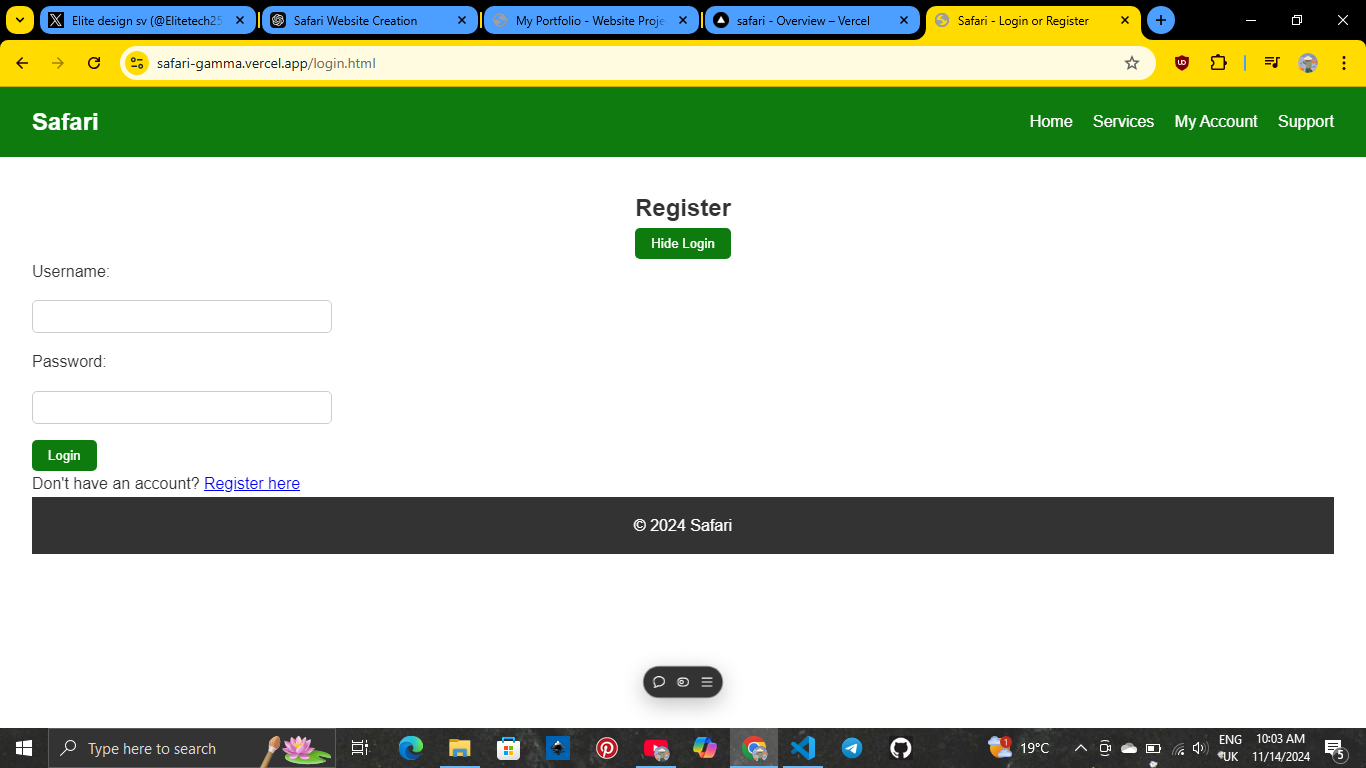 Elite design sv (@Elitetech25
Safari Website Creation
My Portfolio - Website Proje
safari - Overview – Vercel
Safari - Login or Register
safari-gamma.vercel.app/login.html
Safari
Home Services My Account Support
Register
Hide Login
Username:
Password:
Login
Don't have an account? Register here
© 2024 Safari
Type here to search
19°C
ENG
UK
10:03 AM
11/14/2024
5